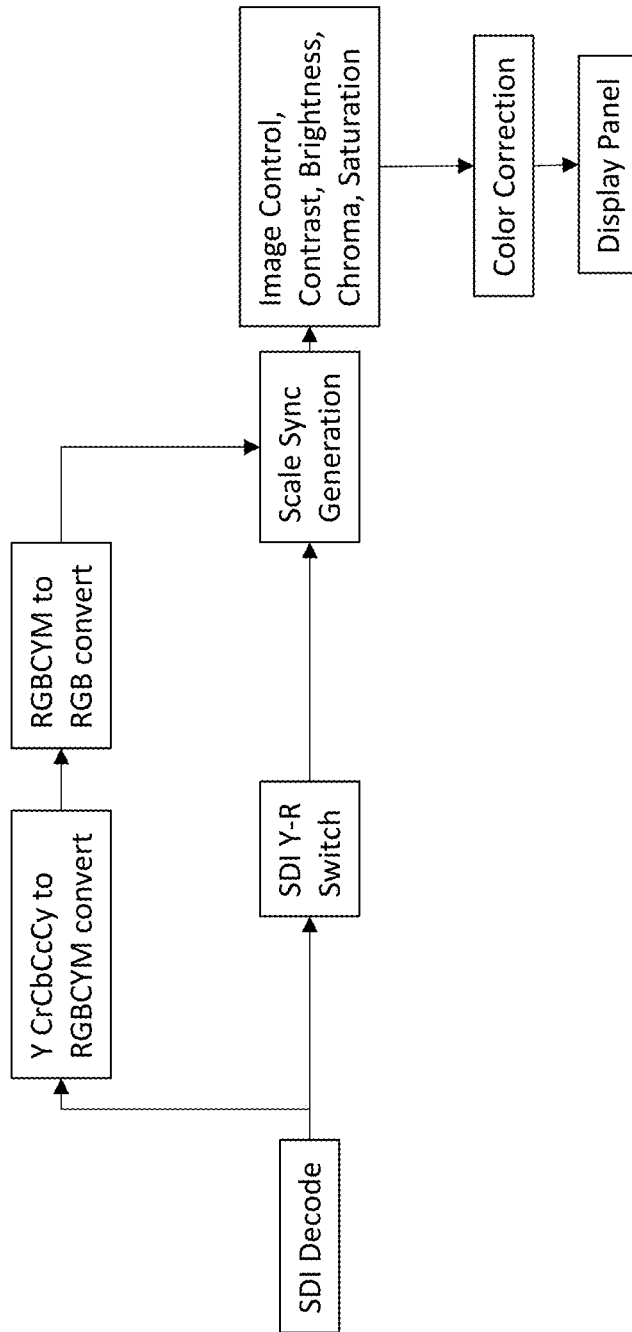 SDI Decode
Y CrCbCcCy to
RGBCYM convert
RGBCYM to
RGB convert
SDI Y-R
Switch
Scale Sync
Generation
Image Control,
Contrast, Brightness,
Chroma, Saturation
Color Correction
Display Panel